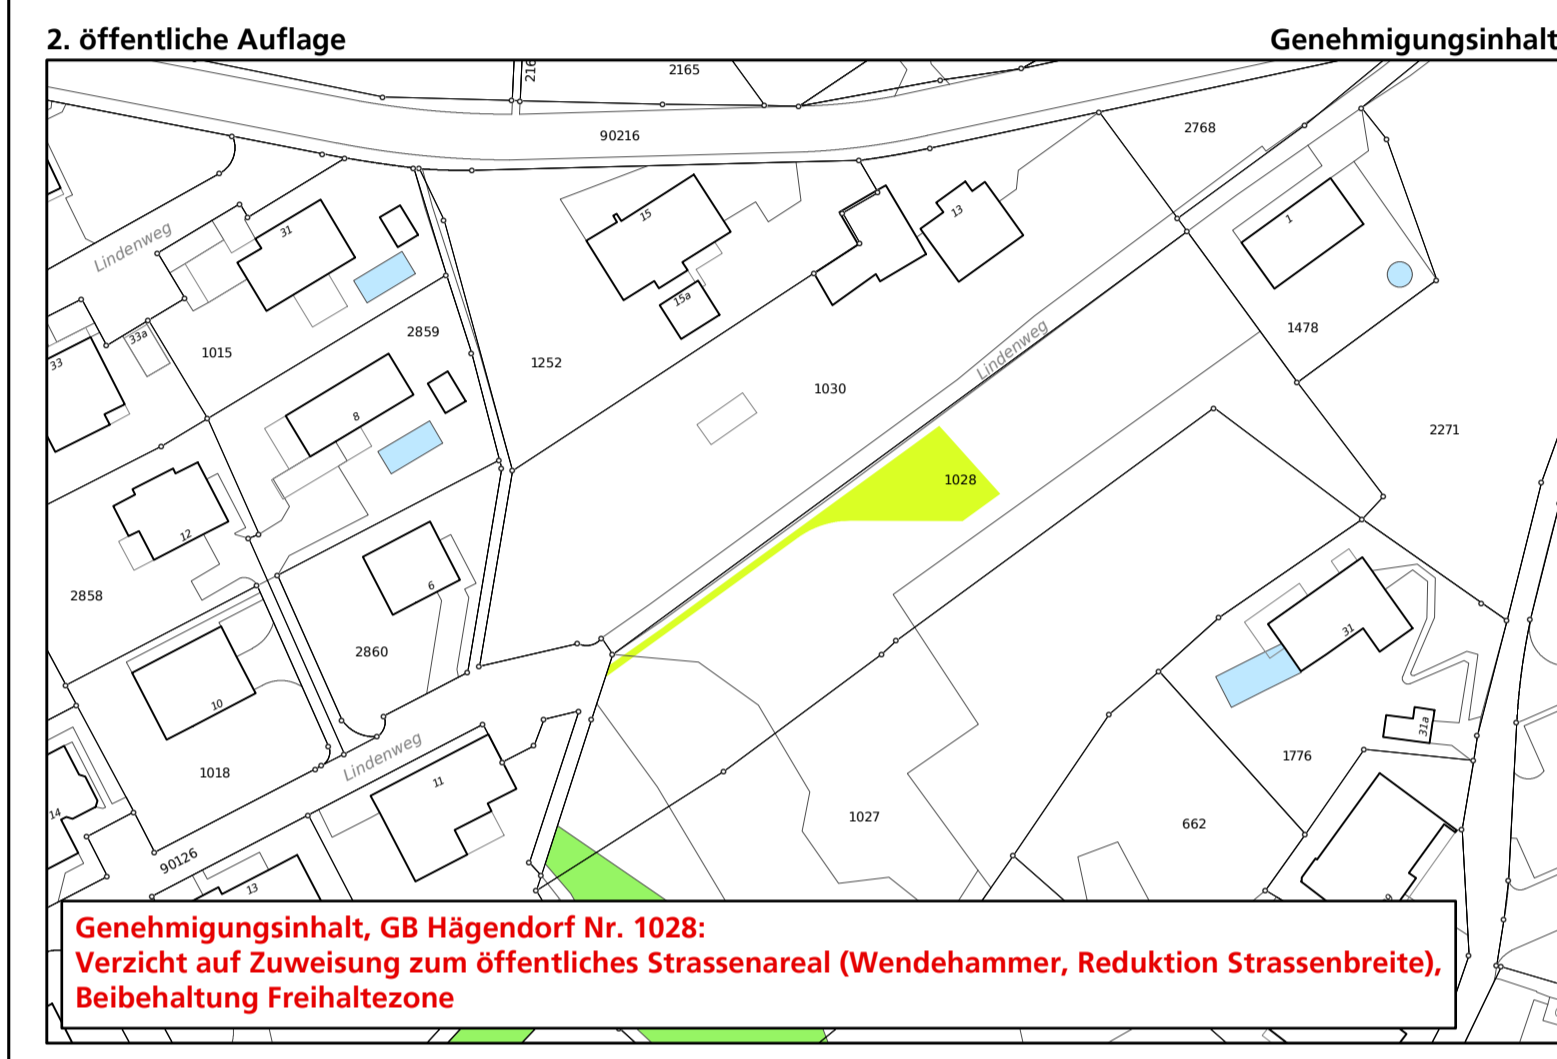 2. öffentliche Auflage
Genehmigungsinhalt
2165
90216
2768
Lindenweg
31
15
13
1
15a
33a
33
1015
2859
1252
1030
Lindenweg
1478
8
2271
1028
12
2858
6
2860
31
10
31a
1018
Lindenweg
11
1776
14
1027
662
90126
13
Genehmigungsinhalt, GB Hägendorf Nr. 1028:
Verzicht auf Zuweisung zum öffentliches Strassenareal (Wendehammer, Reduktion Strassenbreite),
Beibehaltung Freihaltezone